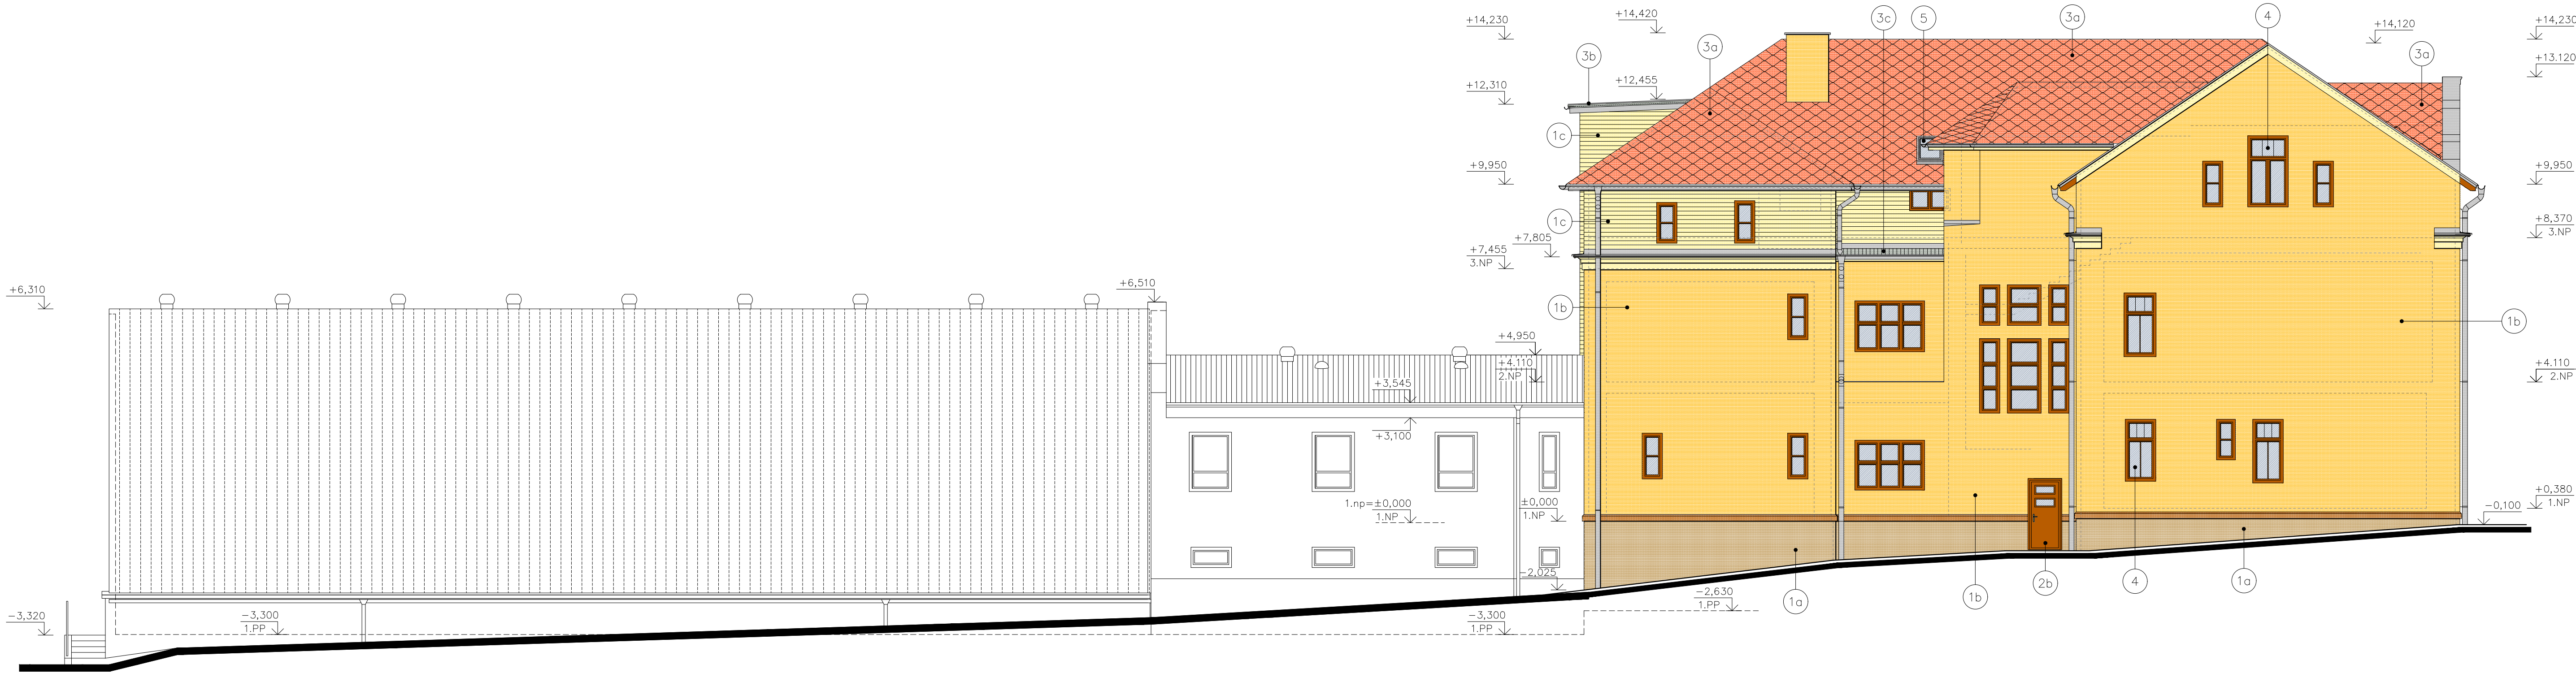 +14,230
+14,420
3c
5
3a
4
+14,120
+14,230
3b
3a
3a
+13.120
+12,310
+12,455
1c
+9,950
+9,950
1c
+7,805
+7,455
3.NP
+8,370
3.NP
+6,310
+6,510
1b
1b
+4,950
+4.110
2.NP
+3,545
+4.110
2.NP
+3,100
1.np=±0,000
1.NP
±0,000
1.NP
+0,380
1.NP
-0,100
-2,025
4
2b
1a
1b
1a
-2,630
1.PP
-3,320
-3,300
1.PP
-3,300
1.PP